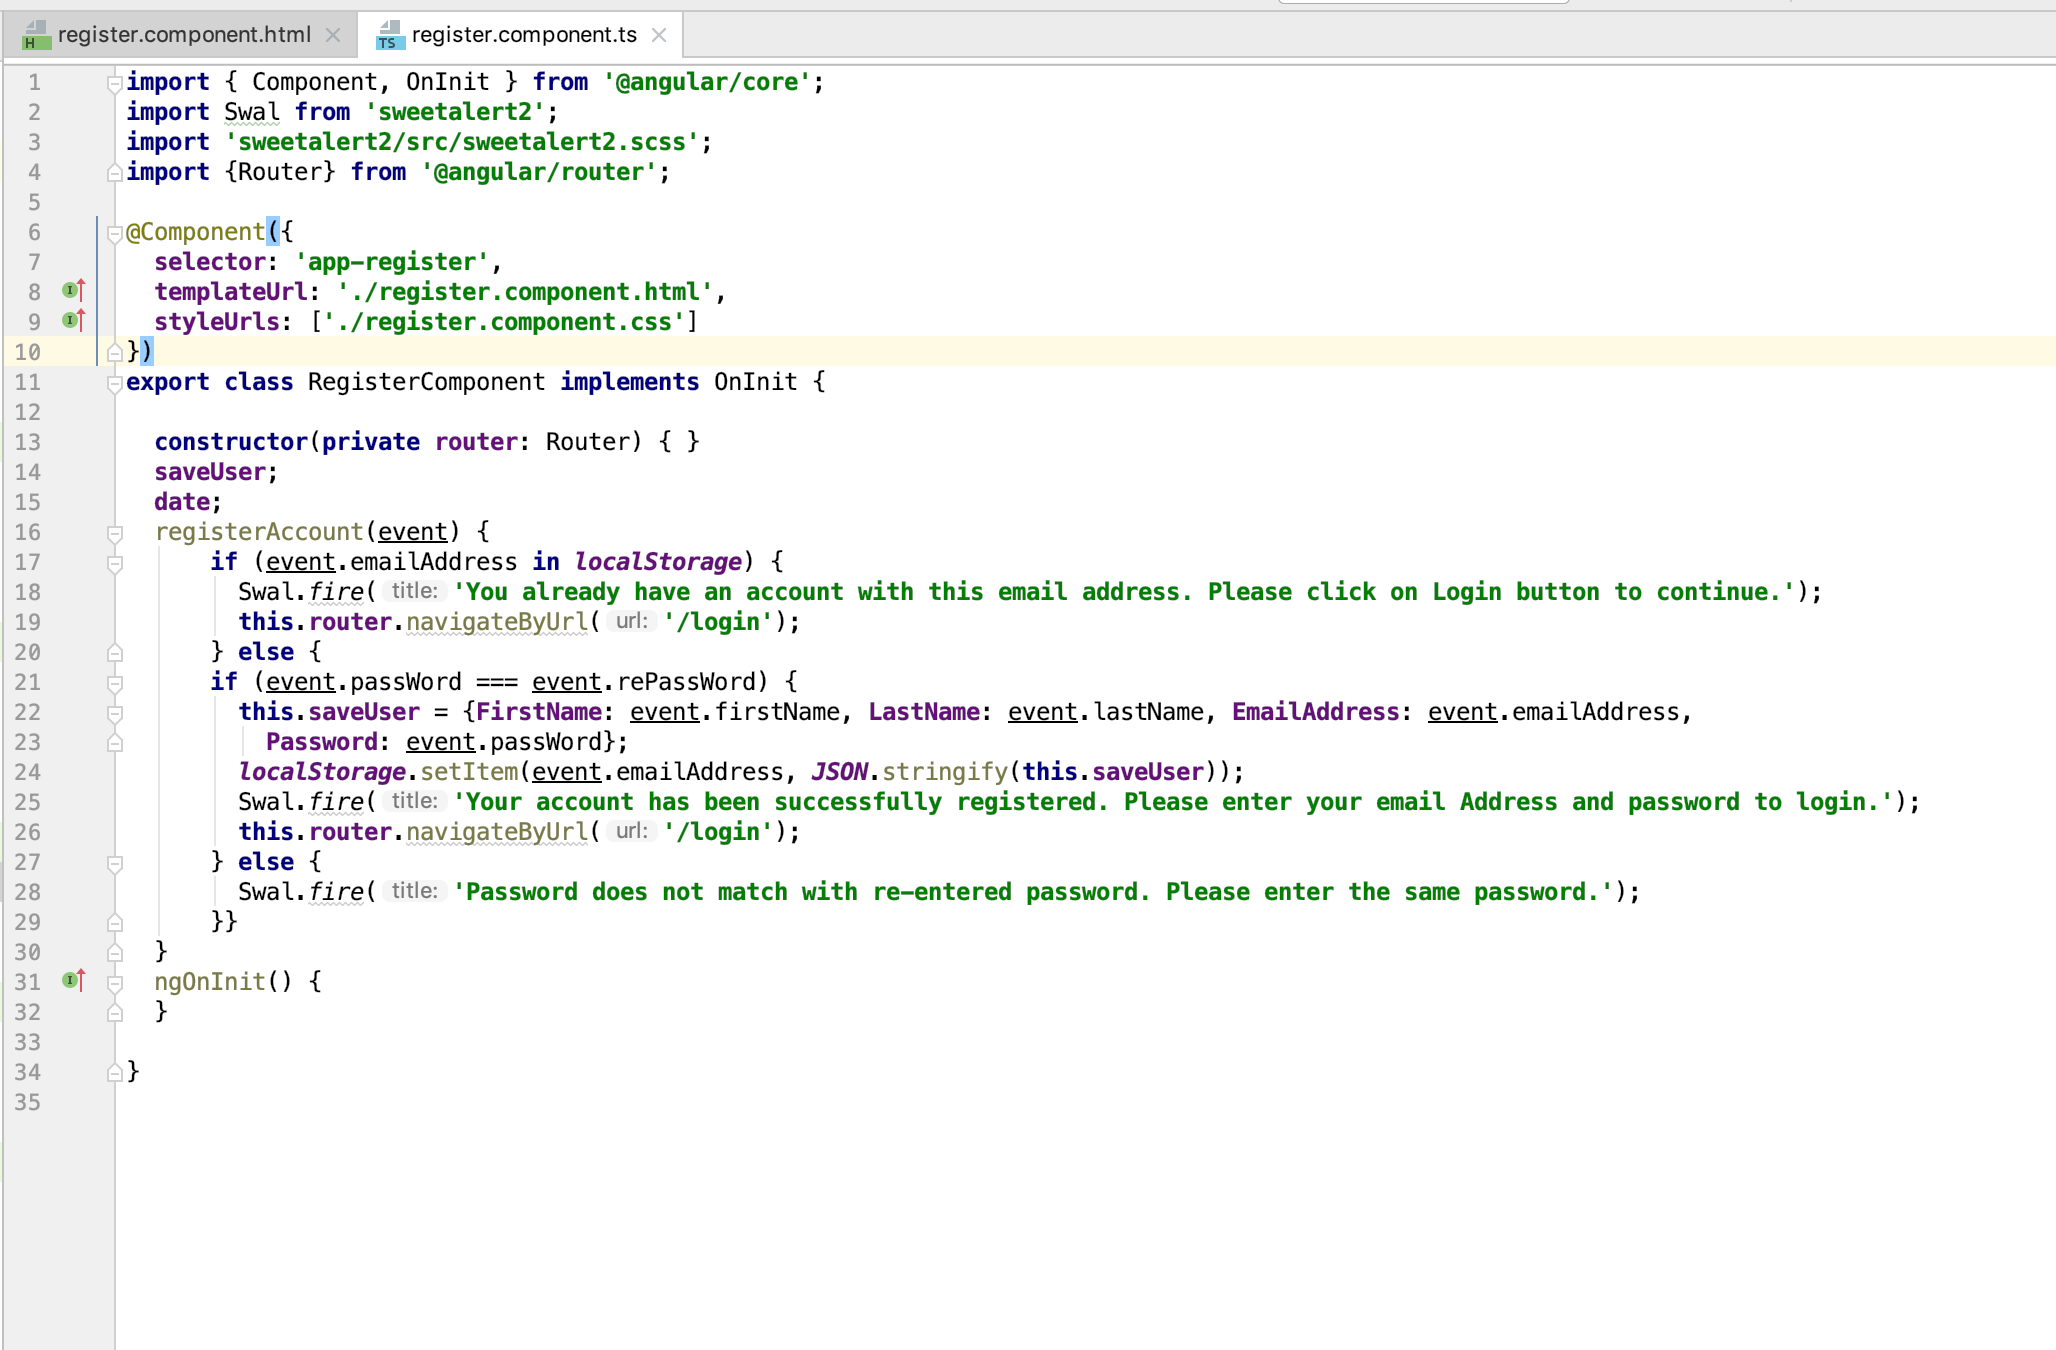 register.component.html register.component.ts
1 import { Component, OnInit } from '@angular/core';
2 import Swal from 'sweetalert2';
3 import 'sweetalert2/src/sweetalert2.scss';
4 import {Router} from '@angular/router';
5
6 @Component({
7 selector: 'app-register',
8 templateUrl: './register.component.html',
9 styleUrls: ['./register.component.css']
10 })
11 export class RegisterComponent implements OnInit {
12
13 constructor(private router: Router) { }
14 saveUser;
15 date;
16 registerAccount(event) {
17 if (event.emailAddress in localStorage) {
18 Swal.fire( title: 'You already have an account with this email address. Please click on Login button to continue.');
19 this.router.navigateByUrl( url: '/login');
20 } else {
21 if (event.passWord === event.rePassWord) {
22 this.saveUser = {FirstName: event.firstName, LastName: event.lastName, EmailAddress: event.emailAddress,
23 Password: event.passWord};
24 localStorage.setItem(event.emailAddress, JSON.stringify(this.saveUser));
25 Swal.fire( title: 'Your account has been successfully registered. Please enter your email Address and password to login.');
26 this.router.navigateByUrl( url: '/login');
27 } else {
28 Swal.fire( title: 'Password does not match with re-entered password. Please enter the same password.');
29 }}
30 }
31 ngOnInit() {
32 }
33
34 }
35